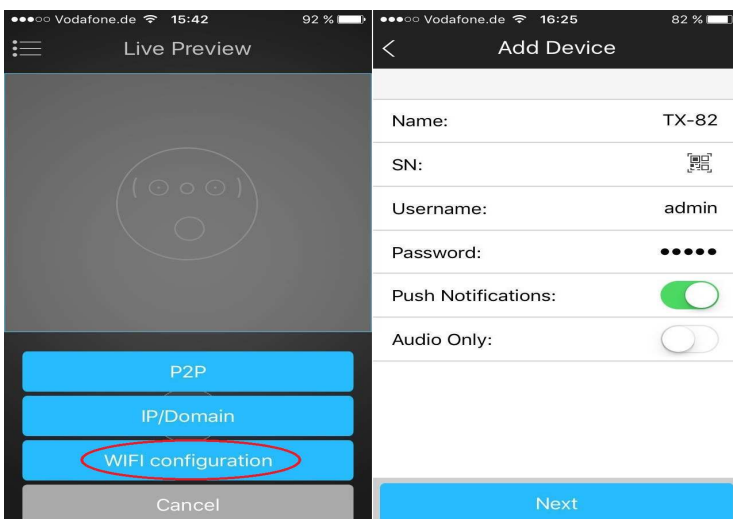 Vodafone.de 15:42 92 %
Live Preview
P2P
IP/Domain
WIFI configuration
Cancel
Vodafone.de 16:25 82 %
Add Device
Name: TX-82
SN:
Username: admin
Password: •••••
Push Notifications:
Audio Only:
Next